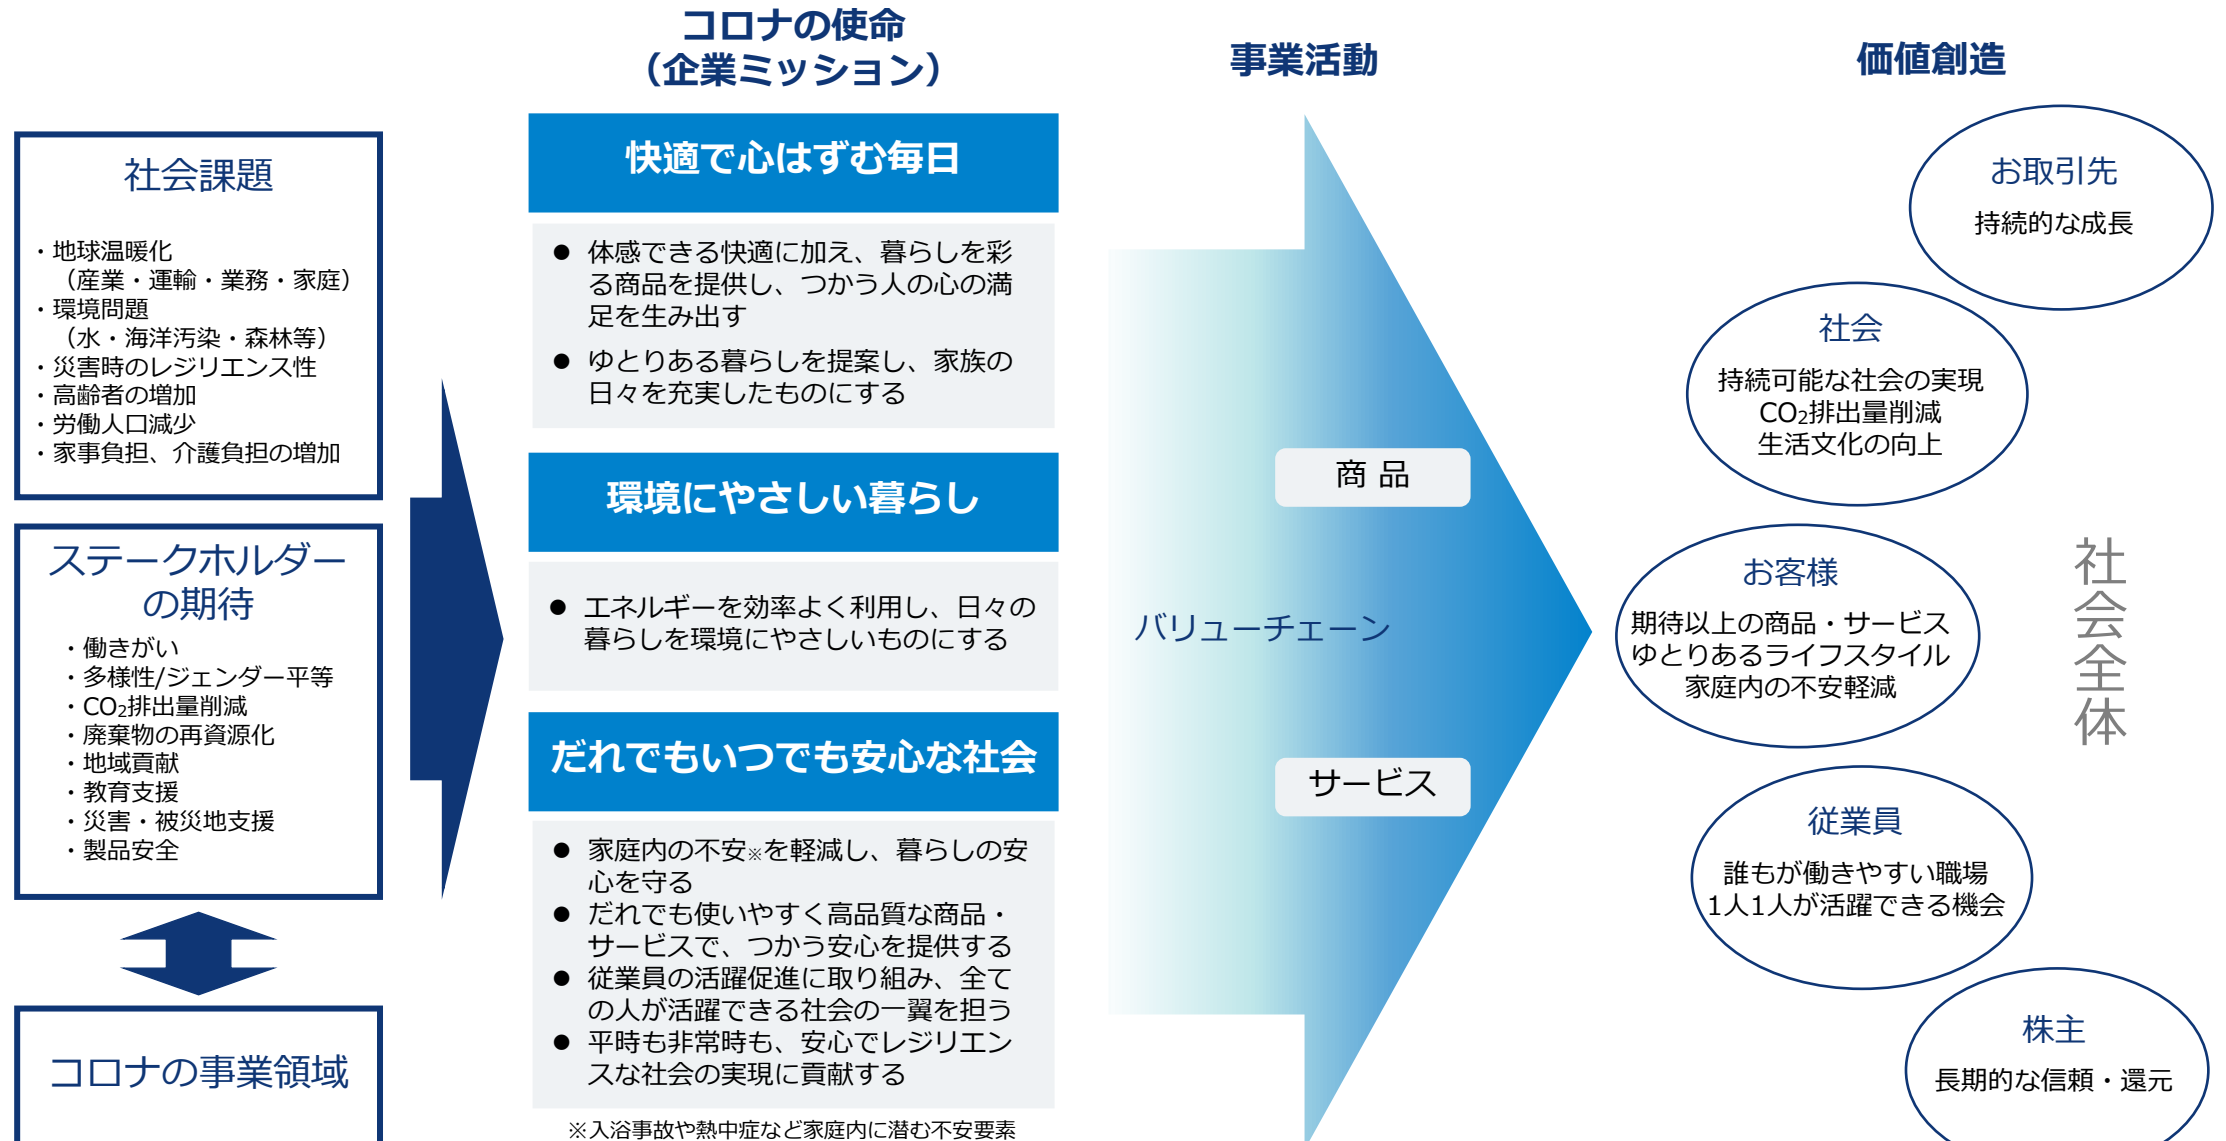 コロナの使命
（企業ミッション）
事業活動
価値創造
社会課題
・地球温暖化
（産業・運輸・業務・家庭）
・環境問題
（水・海洋汚染・森林等）
・災害時のレジリエンス性
・高齢者の増加
・労働人口減少
・家事負担、介護負担の増加
ステークホルダー
の期待
・働きがい
・多様性/ジェンダー平等
・CO₂排出量削減
・廃棄物の再資源化
・地域貢献
・教育支援
・災害・被災地支援
・製品安全
コロナの事業領域
快適で心はずむ毎日
● 体感できる快適に加え、暮らしを彩
る商品を提供し、つかう人の心の満
足を生み出す
● ゆとりある暮らしを提案し、家族の
日々を充実したものにする
環境にやさしい暮らし
● エネルギーを効率よく利用し、日々の
暮らしを環境にやさしいものにする
だれでもいつでも安心な社会
● 家庭内の不安※を軽減し、暮らしの安
心を守る
● だれでも使いやすく高品質な商品・
サービスで、つかう安心を提供する
● 従業員の活躍促進に取り組み、全て
の人が活躍できる社会の一翼を担う
● 平時も非常時も、安心でレジリエン
スな社会の実現に貢献する
※入浴事故や熱中症など家庭内に潜む不安要素
商 品
バリューチェーン
サービス
お取引先
持続的な成長
社会
持続可能な社会の実現
CO₂排出量削減
生活文化の向上
お客様
期待以上の商品・サービス
ゆとりあるライフスタイル
家庭内の不安軽減
従業員
誰もが働きやすい職場
1人1人が活躍できる機会
株主
長期的な信頼・還元
社会全体